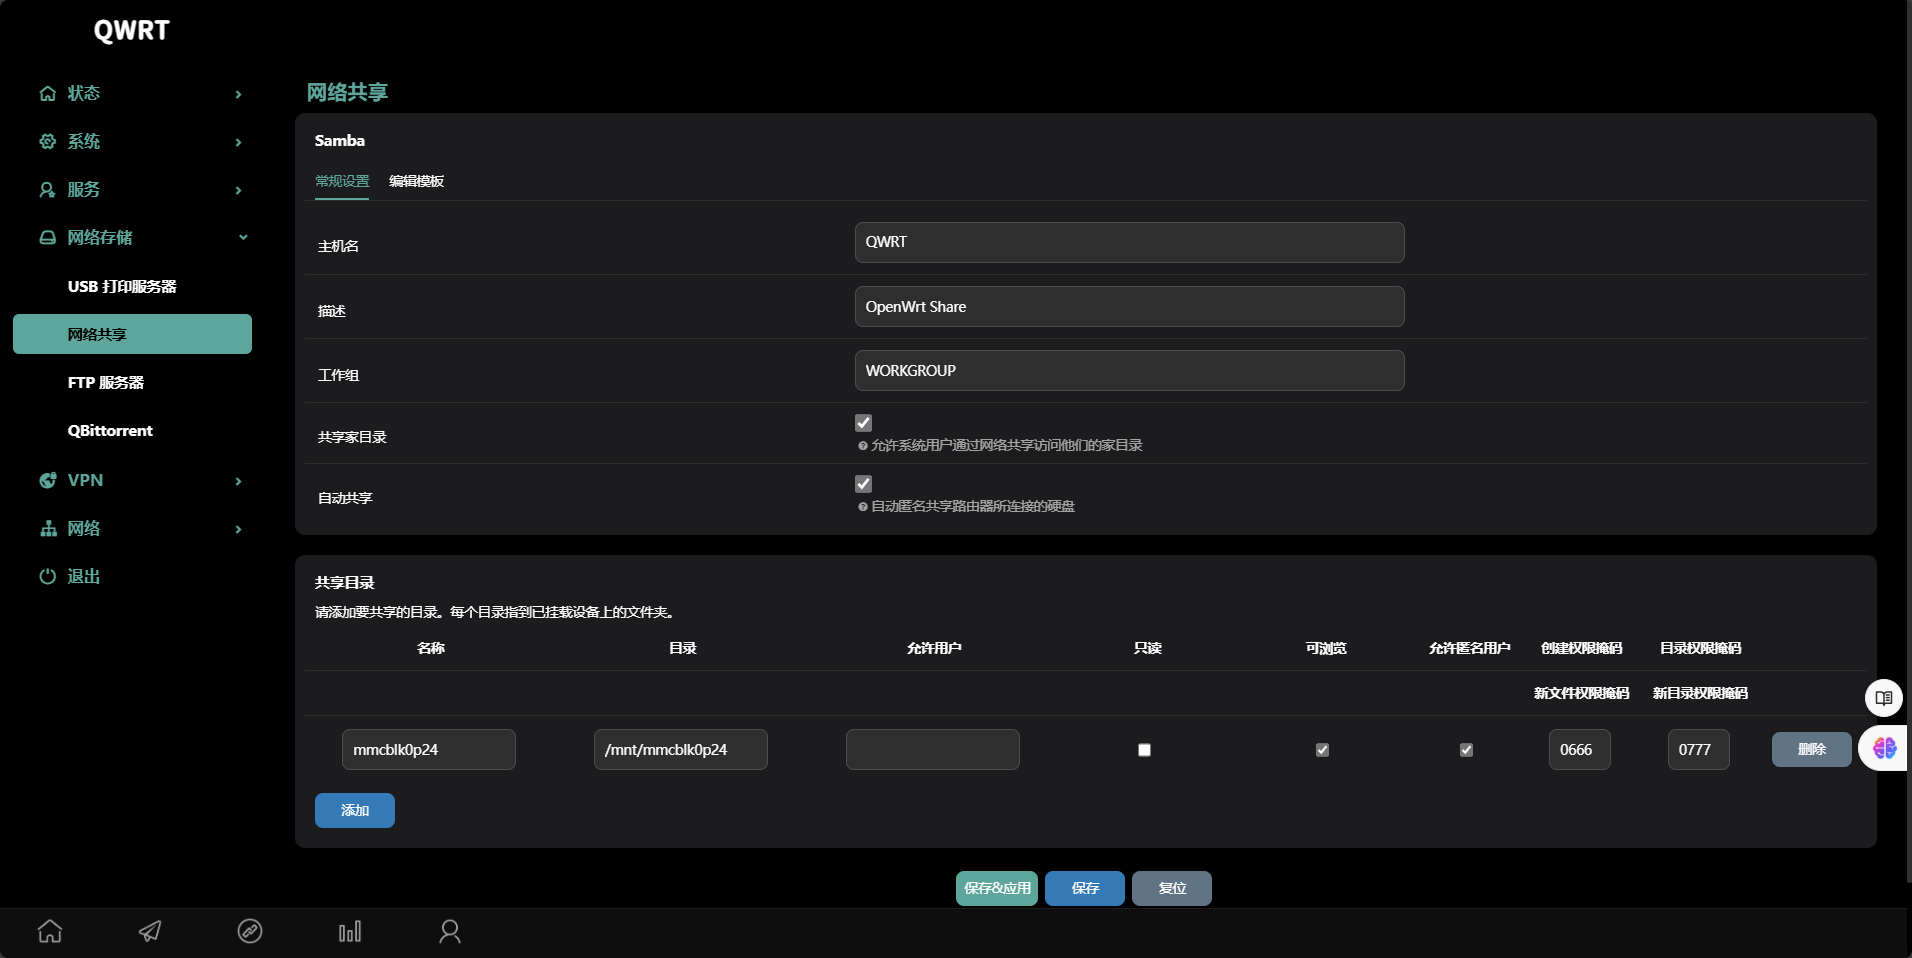 QWRT
状态
系统
服务
网络存储
USB 打印服务器
网络共享
FTP 服务器
QBittorrent
VPN
网络
退出
网络共享
Samba
常规设置 编辑模板
主机名 QWRT
描述 OpenWrt Share
工作组 WORKGROUP
共享家目录
允许系统用户通过网络共享访问他们的家目录
自动共享
自动匿名共享路由器所连接的硬盘
共享目录
请添加要共享的目录。每个目录指到已挂载设备上的文件夹。
名称 目录 允许用户 只读 可浏览 允许匿名用户 创建权限掩码 目录权限掩码
新文件权限掩码 新目录权限掩码
mmcblk0p24 /mnt/mmcblk0p24 0666 0777 删除
添加
保存&应用 保存 复位